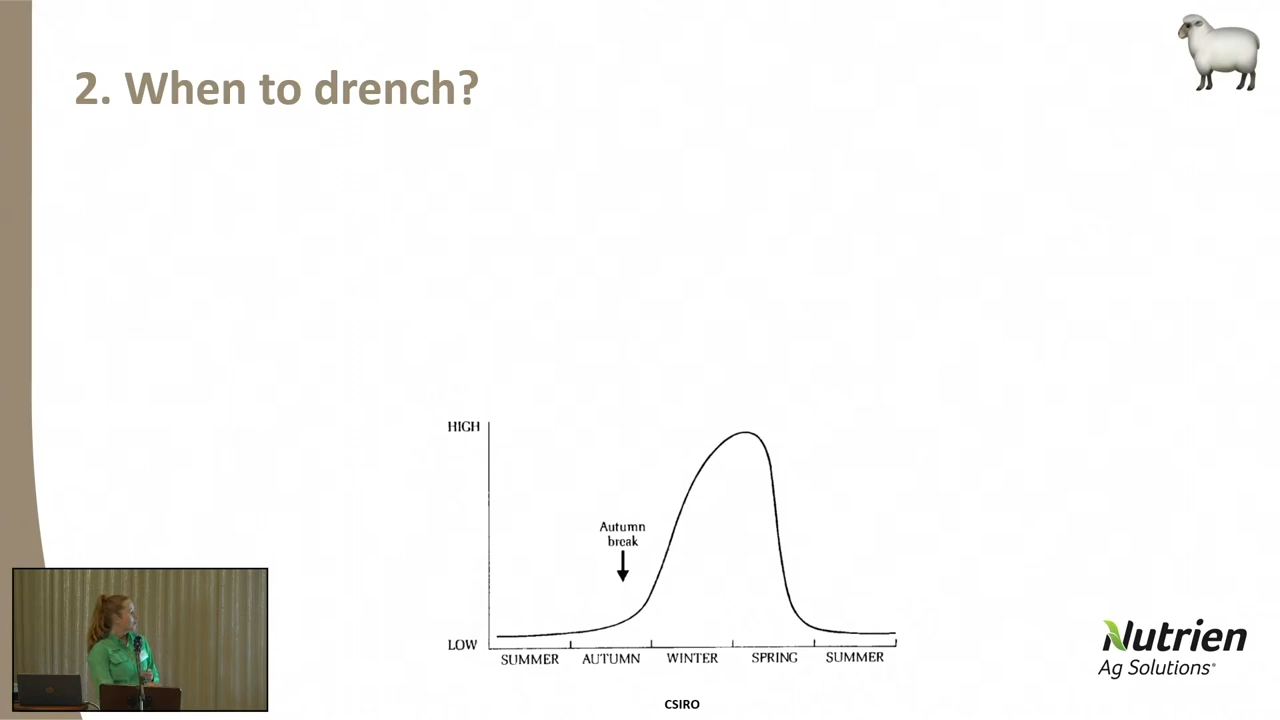 2. When to drench?
HIGH
Autumn
break
LOW
SUMMER AUTUMN WINTER SPRING SUMMER
CSIRO
Nutrien
Ag Solutions®